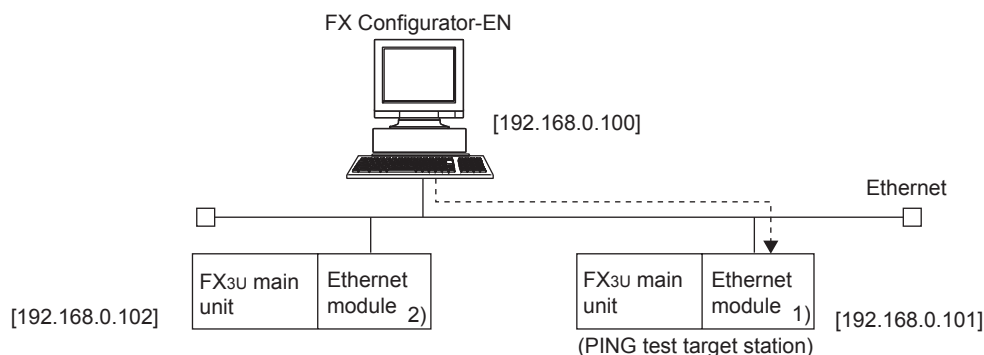 FX Configurator-EN
[192.168.0.100]
Ethernet
FX3U main
unit
Ethernet
module 2)
[192.168.0.102]
FX3U main
unit
Ethernet
module 1)
[192.168.0.101]
(PING test target station)